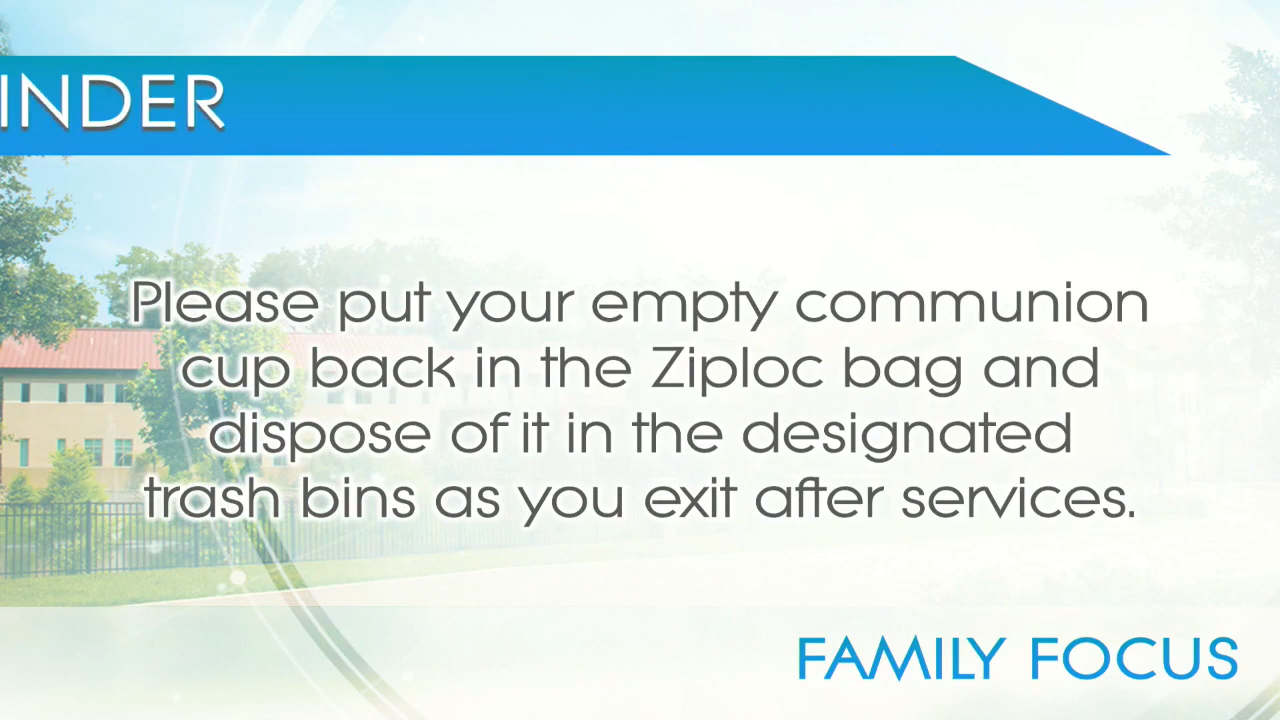 INDER
Please put your empty communion
cup back in the Ziploc bag and
dispose of it in the designated
trash bins as you exit after services.
FAMILY FOCUS